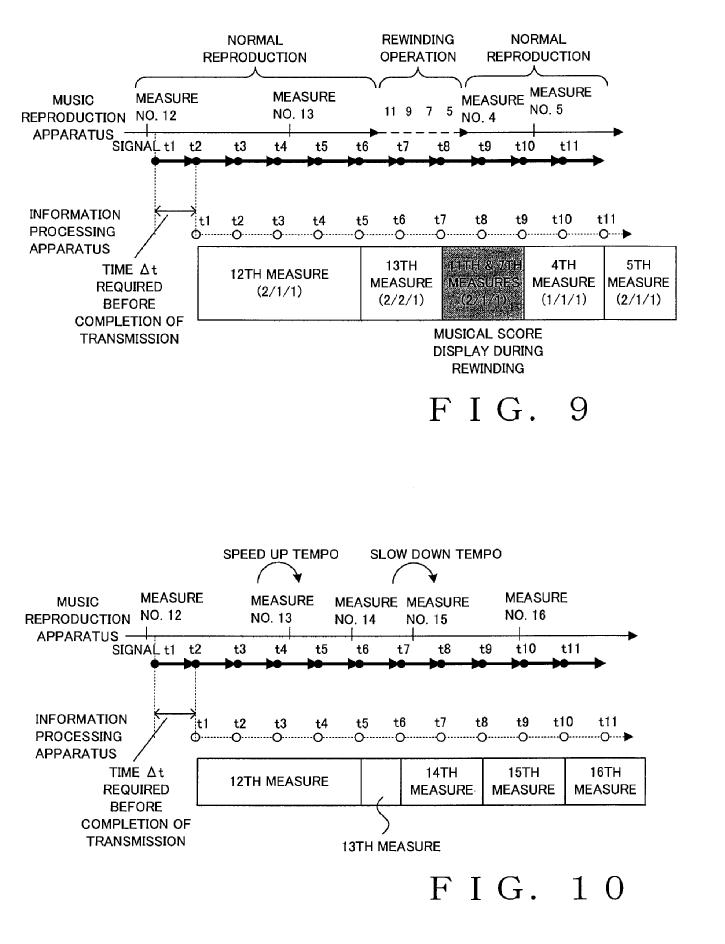 NORMAL
REPRODUCTION
REWINDING
OPERATION
NORMAL
REPRODUCTION
MUSIC
REPRODUCTION
APPARATUS
MEASURE
NO. 12
MEASURE
NO. 13
11 9 7 5
MEASURE
NO. 4
MEASURE
NO. 5
SIGNAL t1 t2 t3 t4 t5 t6 t7 t8 t9 t10 t11
INFORMATION
PROCESSING
APPARATUS
t1 t2 t3 t4 t5 t6 t7 t8 t9 t10 t11
TIME Δt
REQUIRED
BEFORE
COMPLETION OF
TRANSMISSION
12TH MEASURE
(2/1/1)
13TH
MEASURE
(2/2/1)
11TH & 7TH
MEASURES
(2/1/1)
4TH
MEASURE
(1/1/1)
5TH
MEASURE
(2/1/1)
MUSICAL SCORE
DISPLAY DURING
REWINDING
FIG. 9
SPEED UP TEMPO
SLOW DOWN TEMPO
MUSIC
REPRODUCTION
APPARATUS
MEASURE
NO. 12
MEASURE
NO. 13
MEASURE
NO. 14
MEASURE
NO. 15
MEASURE
NO. 16
SIGNAL t1 t2 t3 t4 t5 t6 t7 t8 t9 t10 t11
INFORMATION
PROCESSING
APPARATUS
t1 t2 t3 t4 t5 t6 t7 t8 t9 t10 t11
TIME Δt
REQUIRED
BEFORE
COMPLETION OF
TRANSMISSION
12TH MEASURE
14TH
MEASURE
15TH
MEASURE
16TH
MEASURE
13TH MEASURE
FIG. 10